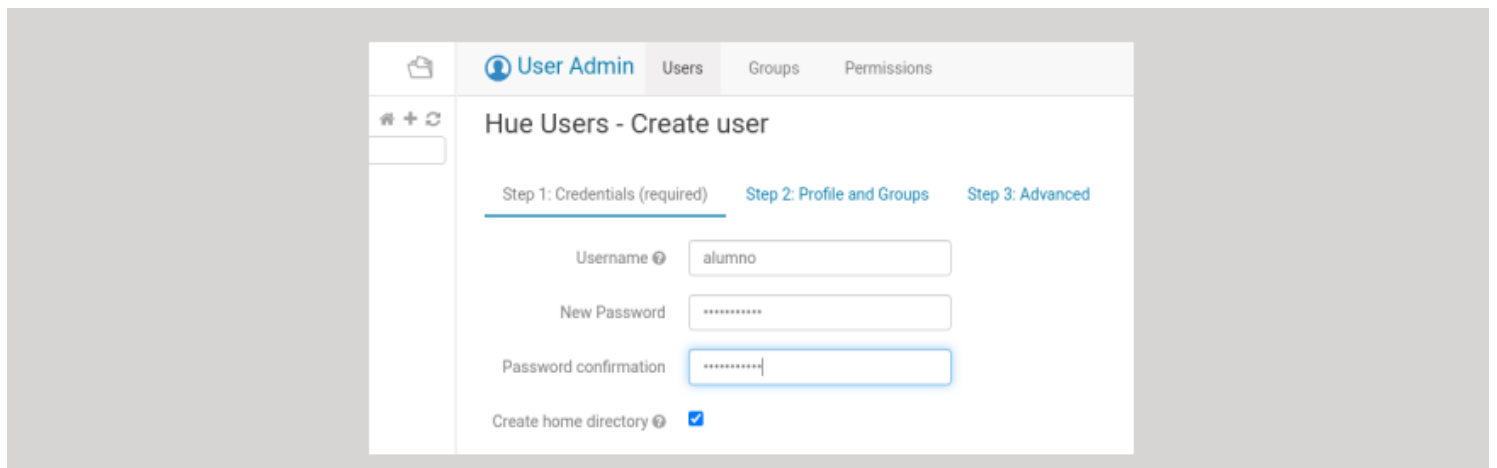 User Admin Users Groups Permissions
Hue Users - Create user
Step 1: Credentials (required) Step 2: Profile and Groups Step 3: Advanced
Username alumno
New Password •••••••••••
Password confirmation •••••••••••
Create home directory